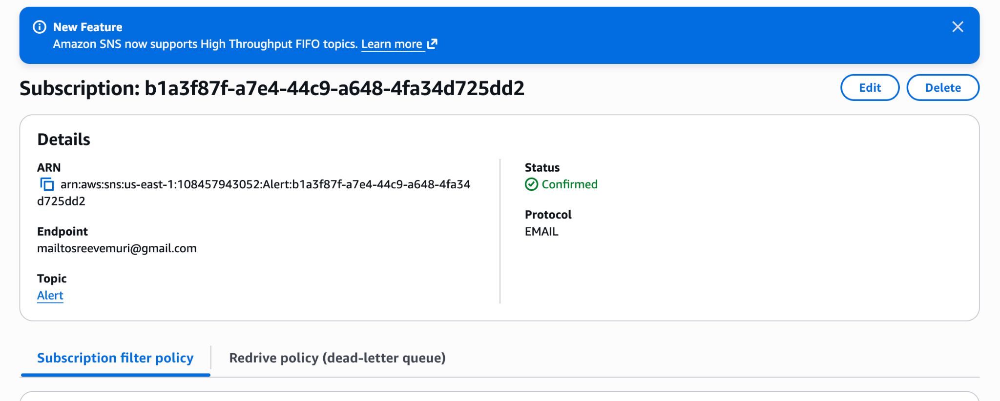 New Feature
Amazon SNS now supports High Throughput FIFO topics. Learn more
Subscription: b1a3f87f-a7e4-44c9-a648-4fa34d725dd2
Edit
Delete
Details
ARN
arn:aws:sns:us-east-1:108457943052:Alert:b1a3f87f-a7e4-44c9-a648-4fa34
d725dd2
Endpoint
mailtosreevemuri@gmail.com
Topic
Alert
Status
Confirmed
Protocol
EMAIL
Subscription filter policy
Redrive policy (dead-letter queue)